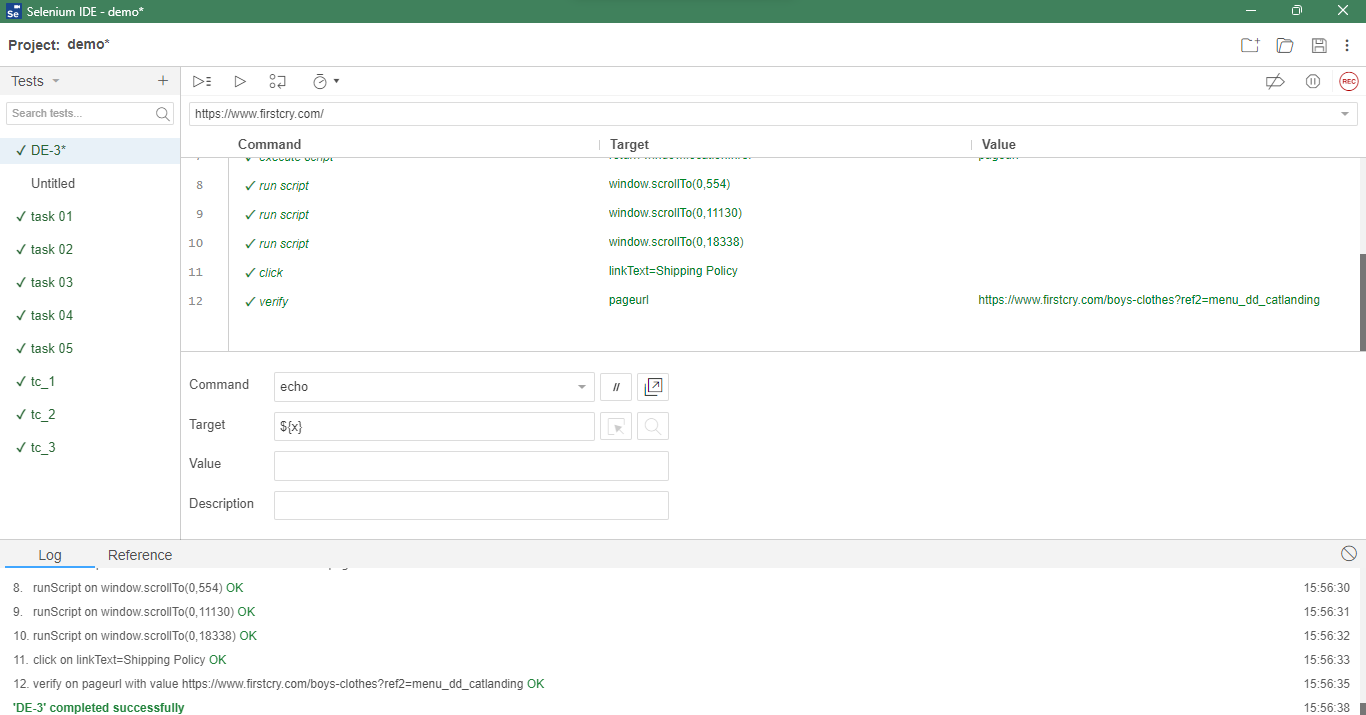 Se Selenium IDE - demo*
Project: demo*
Tests
Search tests...
✓ DE-3*
Untitled
✓ task 01
✓ task 02
✓ task 03
✓ task 04
✓ task 05
✓ tc_1
✓ tc_2
✓ tc_3
REC
https://www.firstcry.com/
Command Target Value
✓ execute script
8 ✓ run script window.scrollTo(0,554)
9 ✓ run script window.scrollTo(0,11130)
10 ✓ run script window.scrollTo(0,18338)
11 ✓ click linkText=Shipping Policy
12 ✓ verify pageurl https://www.firstcry.com/boys-clothes?ref2=menu_dd_catlanding
Command echo //
Target ${x}
Value
Description
Log Reference
8. runScript on window.scrollTo(0,554) OK 15:56:30
9. runScript on window.scrollTo(0,11130) OK 15:56:31
10. runScript on window.scrollTo(0,18338) OK 15:56:32
11. click on linkText=Shipping Policy OK 15:56:33
12. verify on pageurl with value https://www.firstcry.com/boys-clothes?ref2=menu_dd_catlanding OK 15:56:35
'DE-3' completed successfully 15:56:38